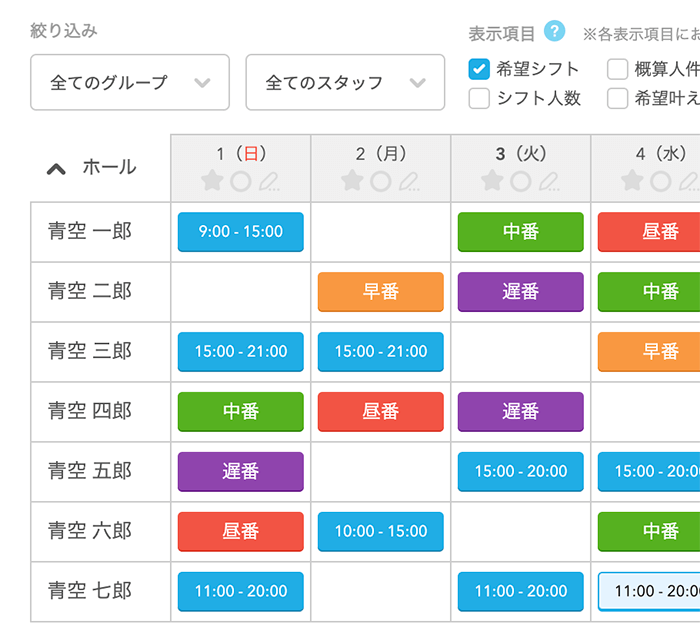 絞り込み
表示項目 ? ※各表示項目に
全てのグループ 全てのスタッフ
希望シフト 概算人件
シフト人数 希望叶え
ホール 1（日） 2（月） 3（火） 4（水）
青空 一郎 9:00 - 15:00 中番 昼番
青空 二郎 早番 遅番 中番
青空 三郎 15:00 - 21:00 15:00 - 21:00 早番
青空 四郎 中番 昼番 遅番
青空 五郎 遅番 15:00 - 20:00 15:00 - 20:0
青空 六郎 昼番 10:00 - 15:00 中番
青空 七郎 11:00 - 20:00 11:00 - 20:00 11:00 - 20:0